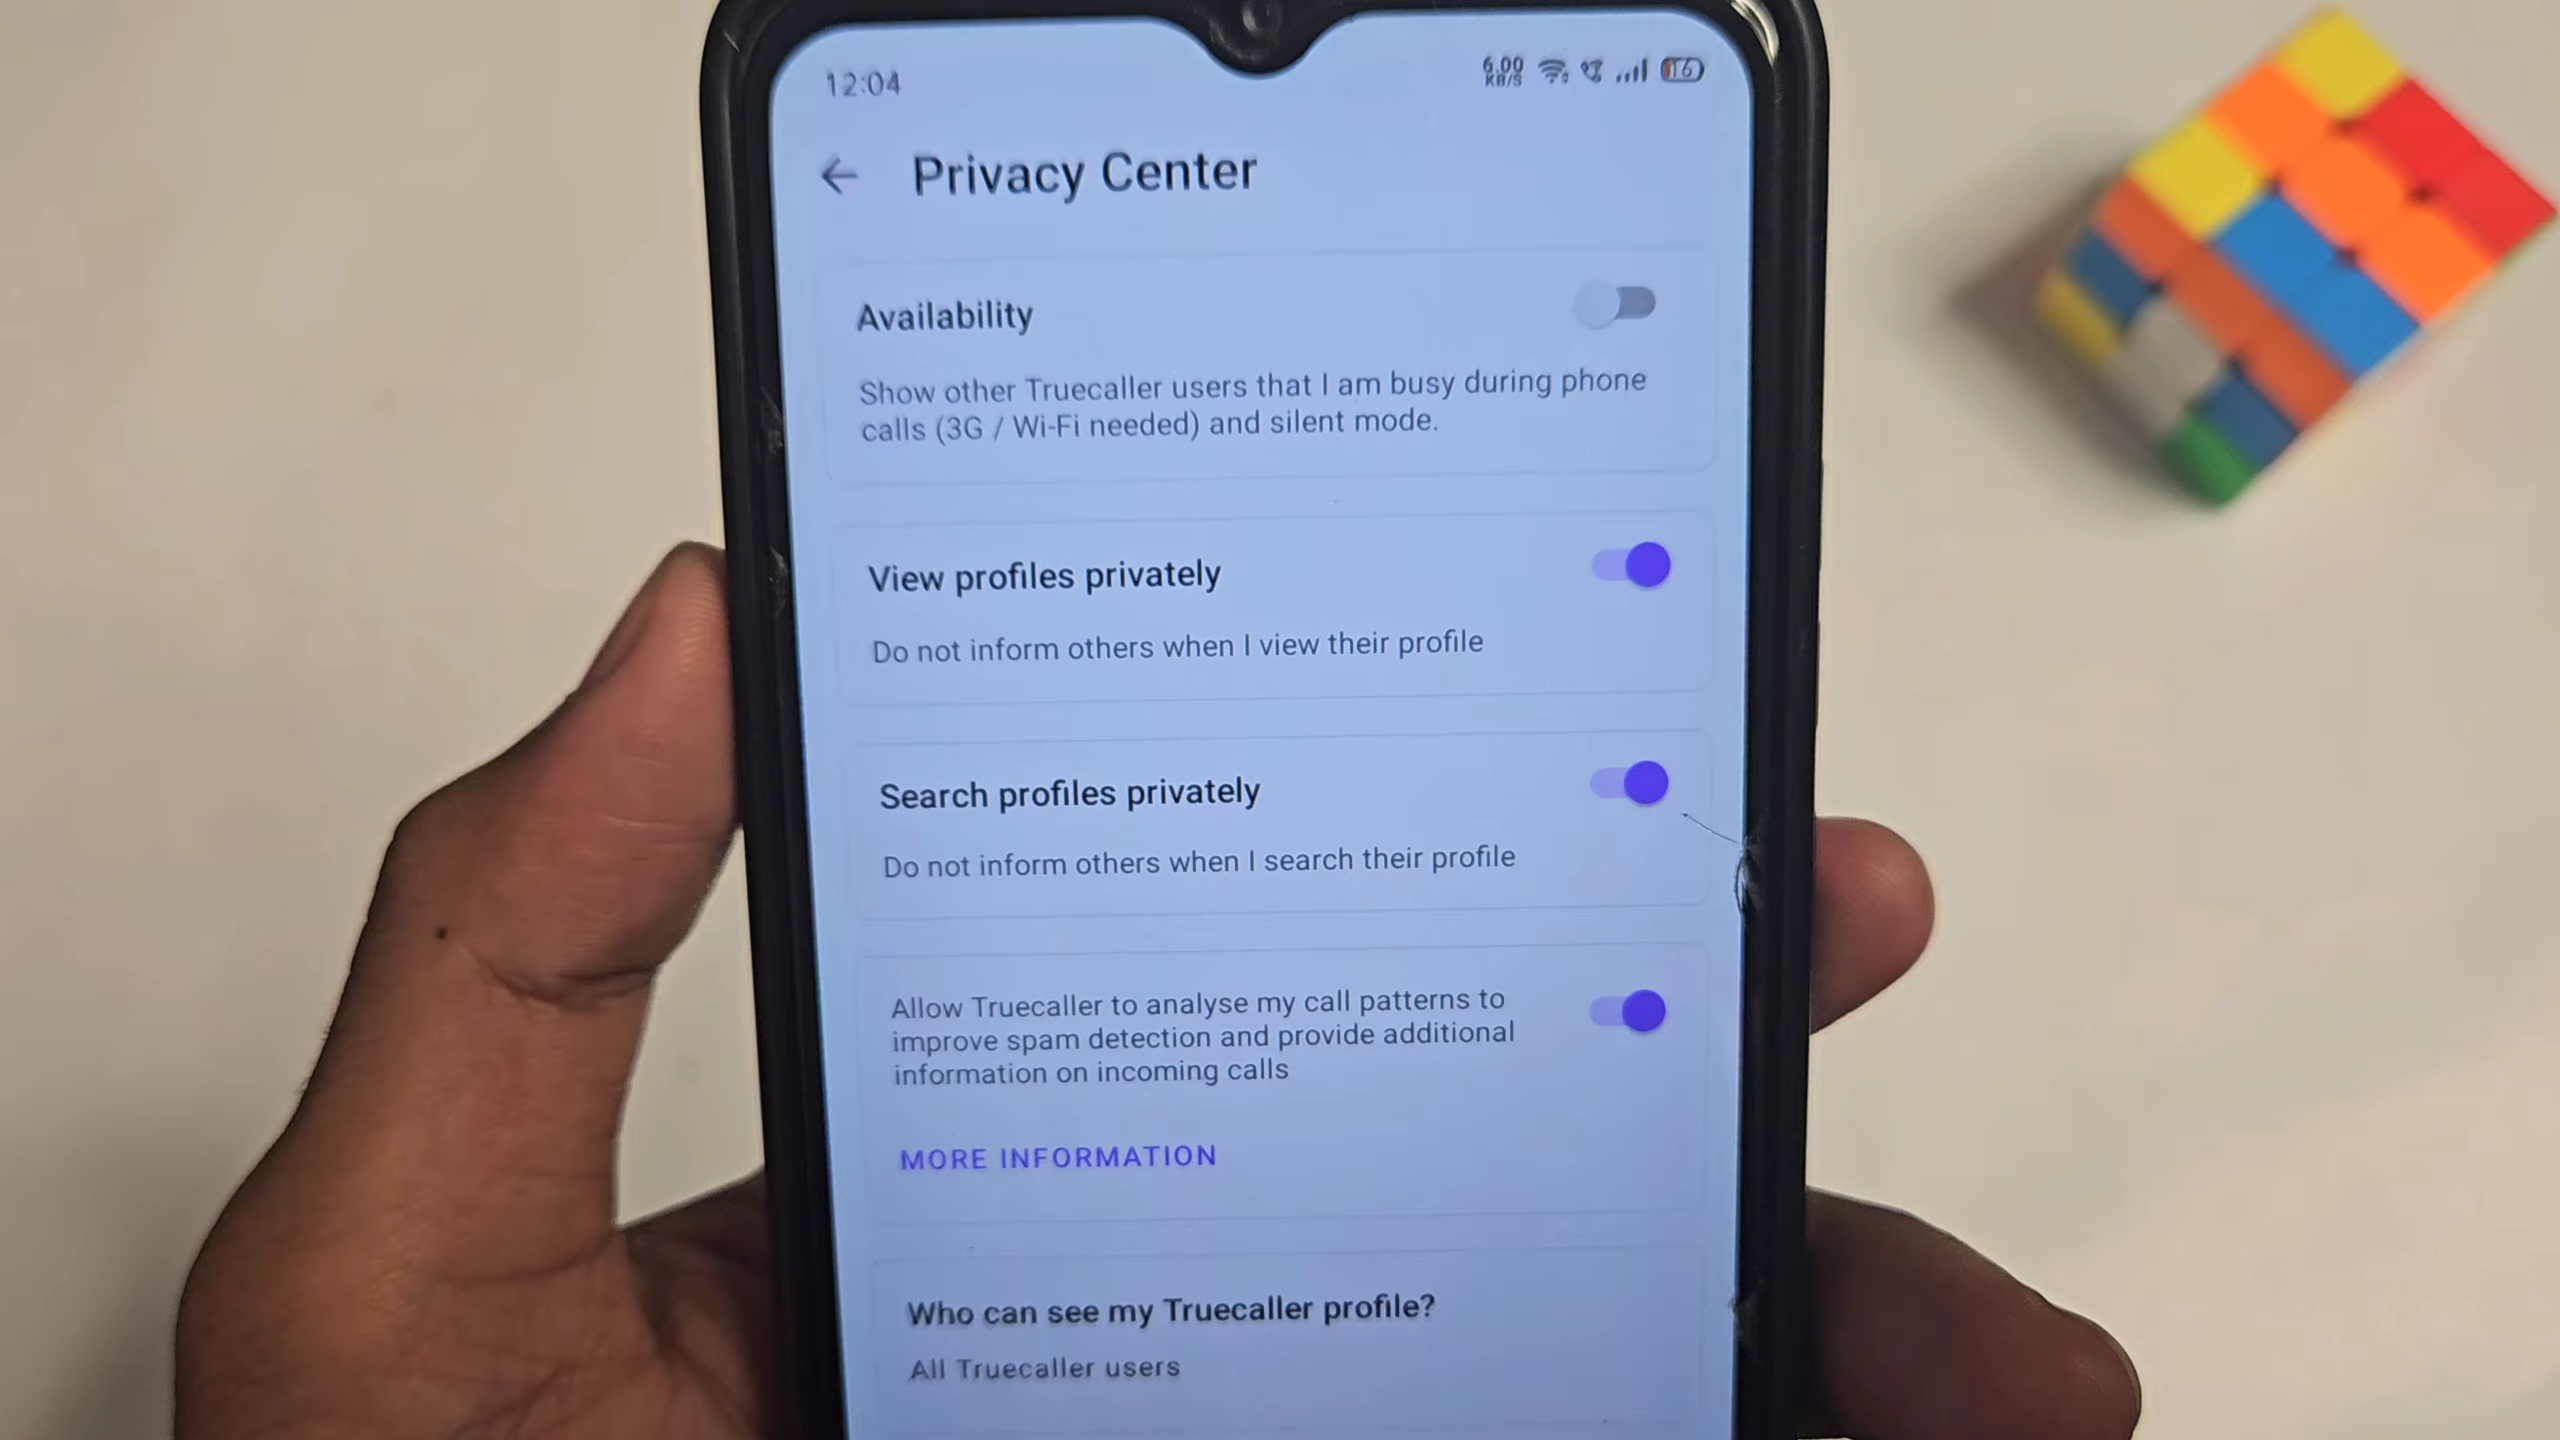 12:04
6.00
KB/S
16
Privacy Center
Availability
Show other Truecaller users that I am busy during phone
calls (3G / Wi-Fi needed) and silent mode.
View profiles privately
Do not inform others when I view their profile
Search profiles privately
Do not inform others when I search their profile
Allow Truecaller to analyse my call patterns to
improve spam detection and provide additional
information on incoming calls
MORE INFORMATION
Who can see my Truecaller profile?
All Truecaller users